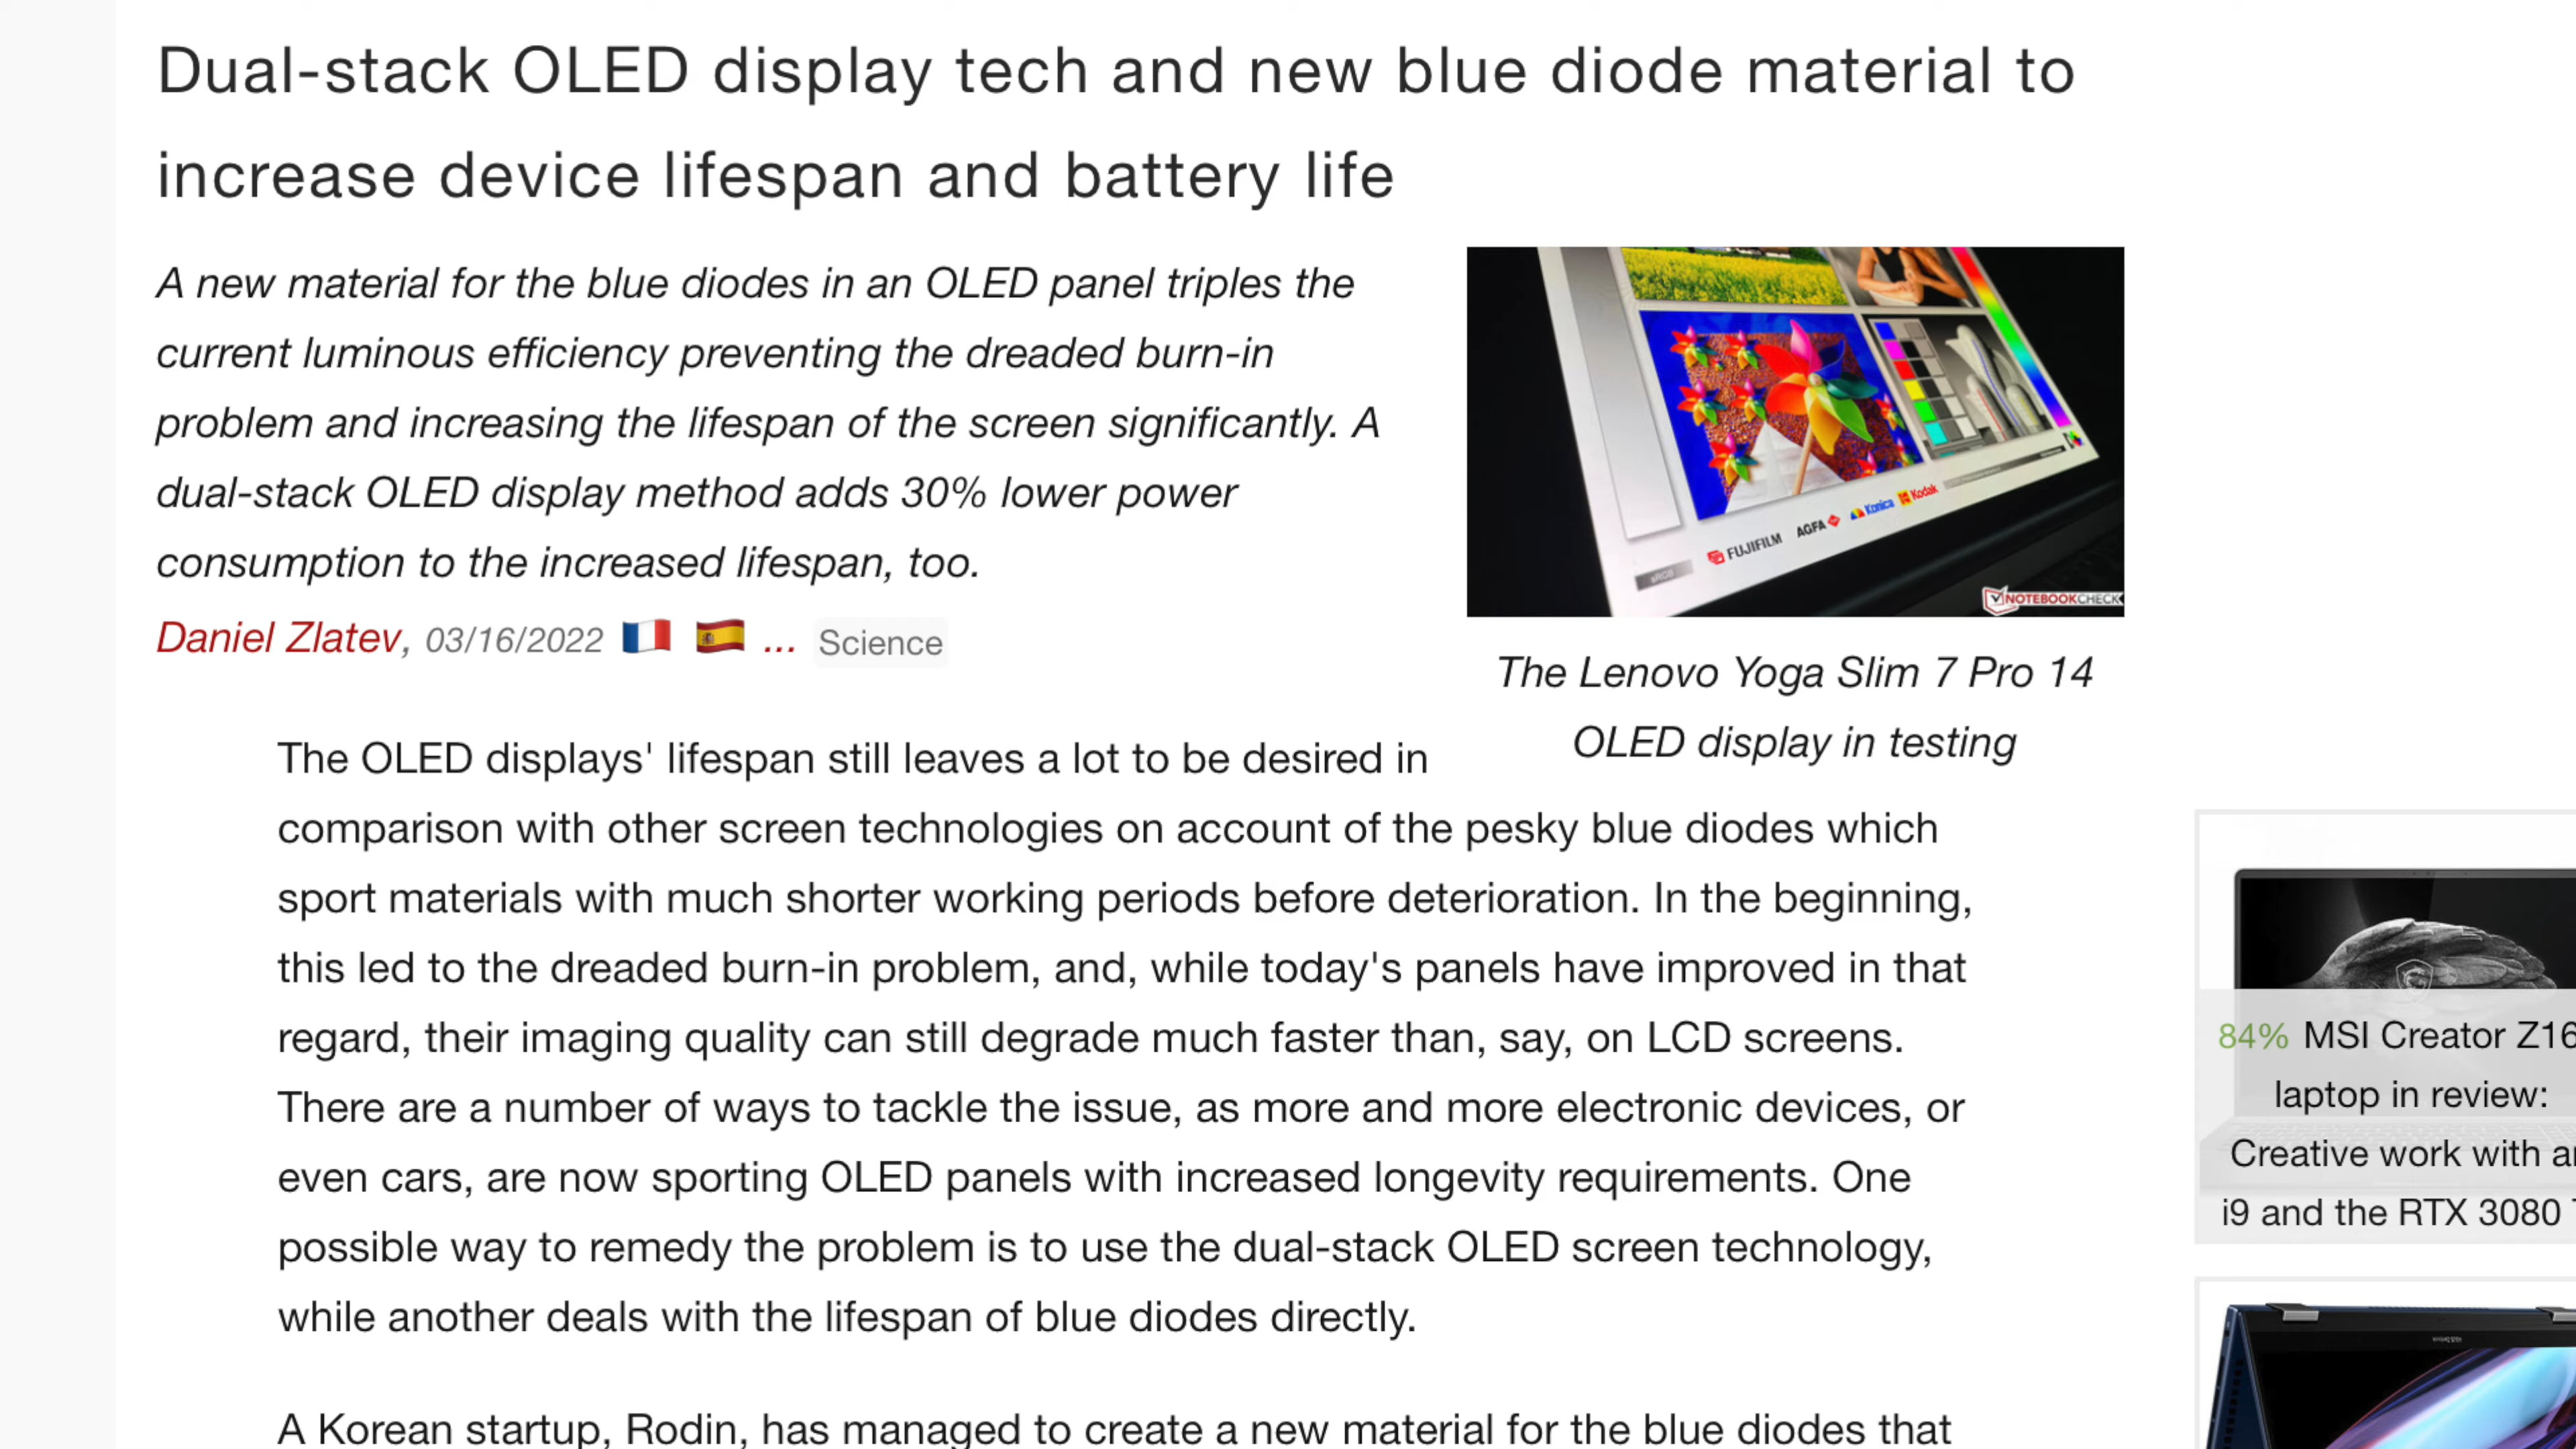 Dual-stack OLED display tech and new blue diode material to
increase device lifespan and battery life
A new material for the blue diodes in an OLED panel triples the
current luminous efficiency preventing the dreaded burn-in
problem and increasing the lifespan of the screen significantly. A
dual-stack OLED display method adds 30% lower power
consumption to the increased lifespan, too.
Daniel Zlatev, 03/16/2022 🇫🇷 🇪🇸 ... Science
FUJIFILM AGFA Konica Kodak
sRGB
NOTEBOOKCHECK
The Lenovo Yoga Slim 7 Pro 14
OLED display in testing
The OLED displays' lifespan still leaves a lot to be desired in
comparison with other screen technologies on account of the pesky blue diodes which
sport materials with much shorter working periods before deterioration. In the beginning,
this led to the dreaded burn-in problem, and, while today's panels have improved in that
regard, their imaging quality can still degrade much faster than, say, on LCD screens.
There are a number of ways to tackle the issue, as more and more electronic devices, or
even cars, are now sporting OLED panels with increased longevity requirements. One
possible way to remedy the problem is to use the dual-stack OLED screen technology,
while another deals with the lifespan of blue diodes directly.
A Korean startup, Rodin, has managed to create a new material for the blue diodes that
84% MSI Creator Z16
laptop in review:
Creative work with
i9 and the RTX 3080